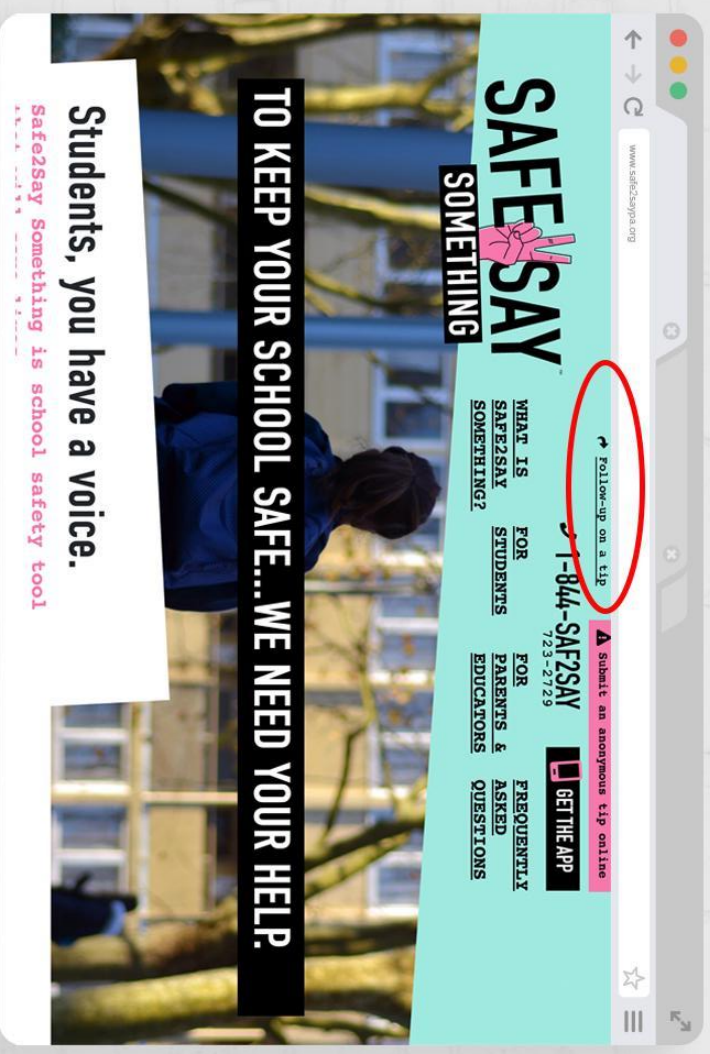 www.safe2saypa.org
Follow-up on a tip
Submit an anonymous tip online
1-844-SAF2SAY
723-2729
GET THE APP
SAFE SAY
SOMETHING
WHAT IS
SAFE2SAY
SOMETHING?
FOR
STUDENTS
FOR
PARENTS &
EDUCATORS
FREQUENTLY
ASKED
QUESTIONS
TO KEEP YOUR SCHOOL SAFE...WE NEED YOUR HELP.
Students, you have a voice.
Safe2Say Something is school safety tool